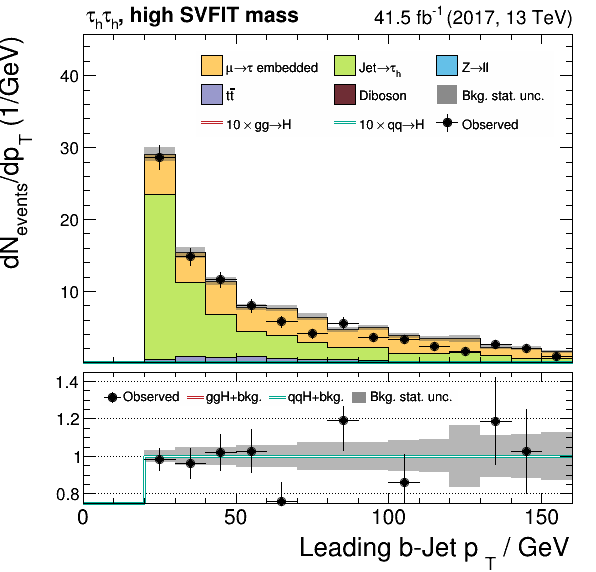 τhτh, high SVFIT mass 41.5 fb-1 (2017, 13 TeV)
dNevents/dpT (1/GeV)
40
30
20
10
μ→τ embedded Jet→τh Z→ll
tt̄ Diboson Bkg. stat. unc.
10 × gg→H 10 × qq→H Observed
1.4
1.2
1
0.8
Observed ggH+bkg. qqH+bkg. Bkg. stat. unc.
0 50 100 150
Leading b-Jet pT / GeV